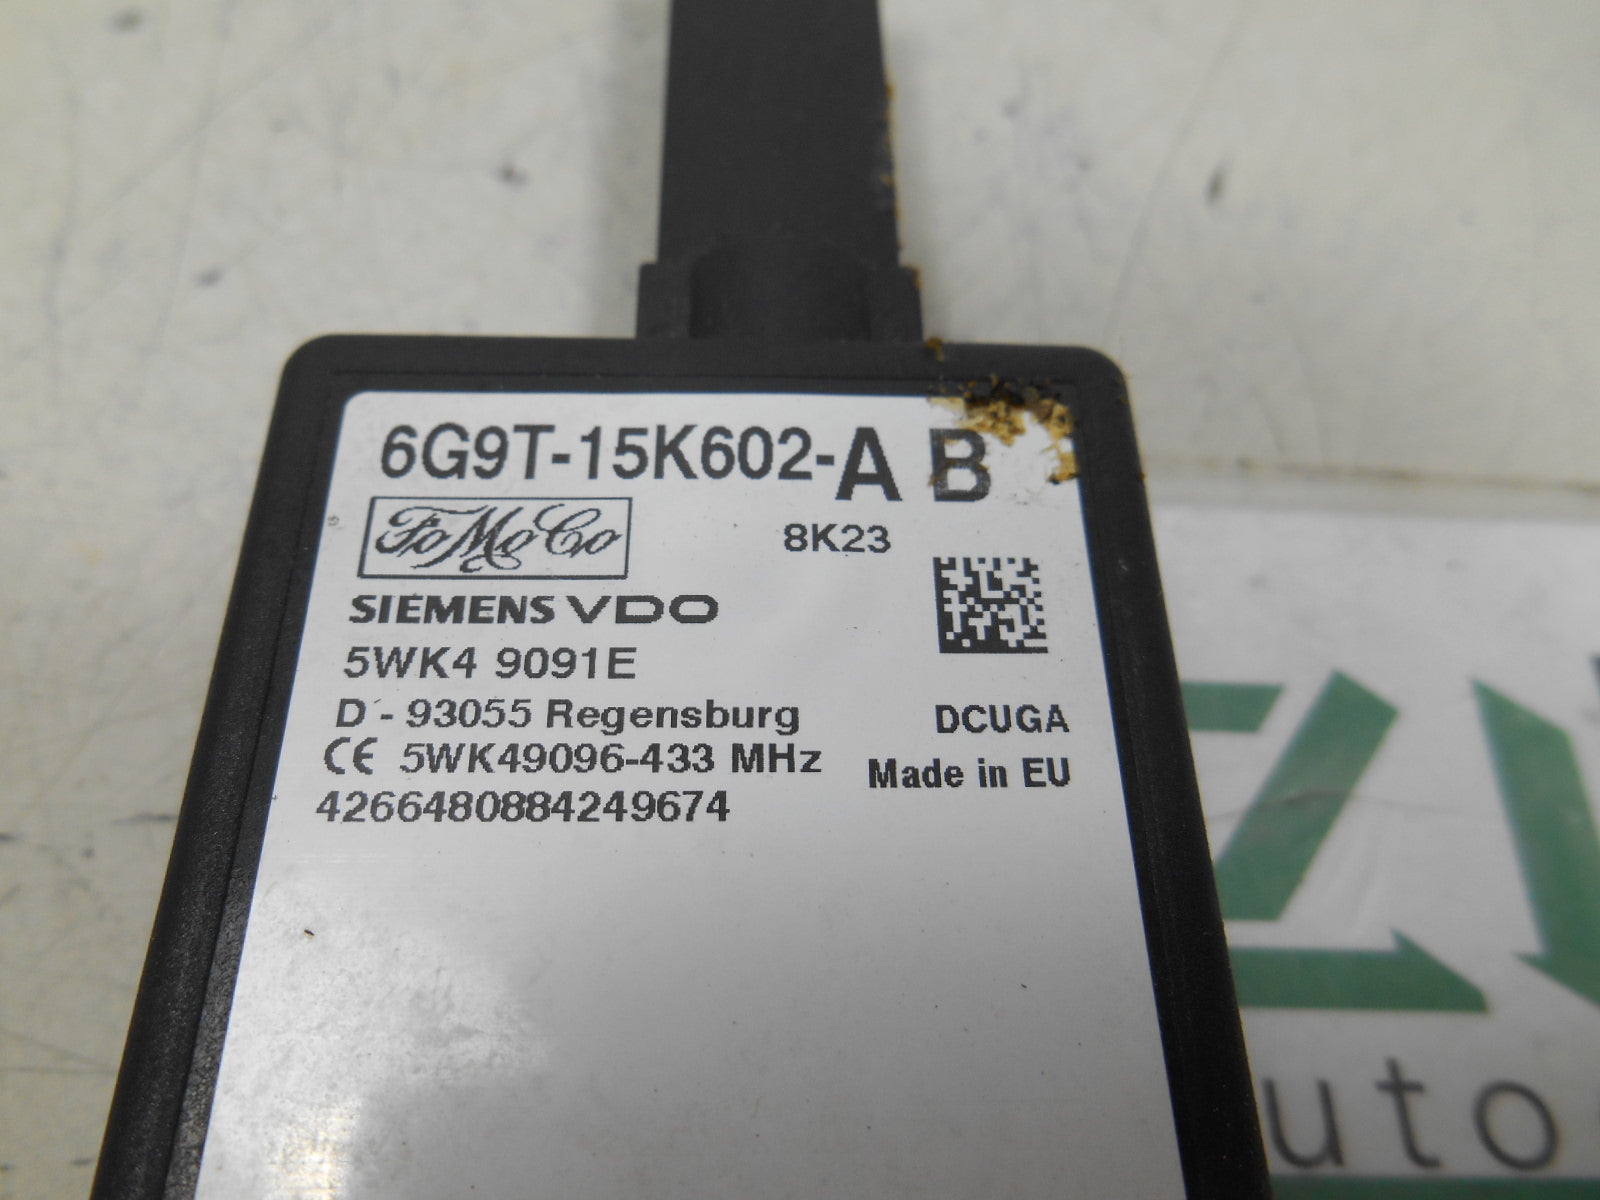 6G9T-15K602-A B
FoMoCo
8K23
SIEMENS VDO
5WK4 9091E
D - 93055 Regensburg
DCUGA
CE 5WK49096-433 MHz
Made in EU
4266480884249674
uto